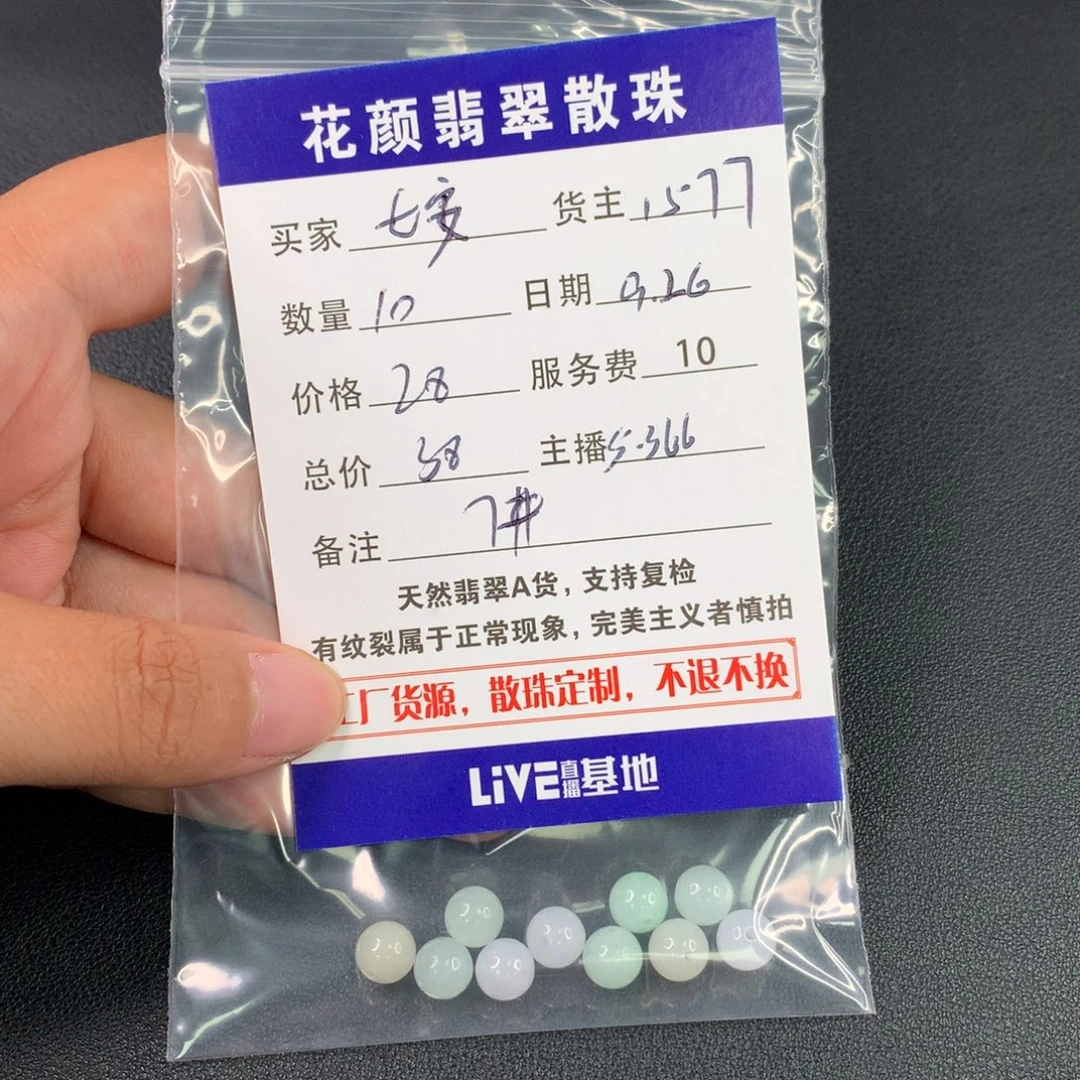 花颜翡翠散珠
买家 七安 货主 1577
数量 10 日期 9.26
价格 28 服务费 10
总价 38 主播 5.366
备注 7#
天然翡翠A货，支持复检
有纹裂属于正常现象，完美主义者慎拍
厂货源，散珠定制，不退不换
LiVE直播基地